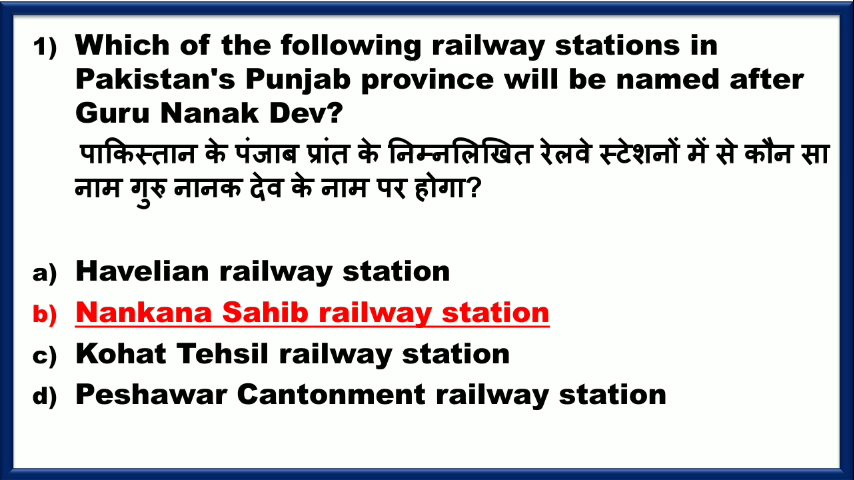 1) Which of the following railway stations in
Pakistan's Punjab province will be named after
Guru Nanak Dev?
पाकिस्तान के पंजाब प्रांत के निम्नलिखित रेलवे स्टेशनों में से कौन सा
नाम गुरु नानक देव के नाम पर होगा?
a) Havelian railway station
b) Nankana Sahib railway station
c) Kohat Tehsil railway station
d) Peshawar Cantonment railway station